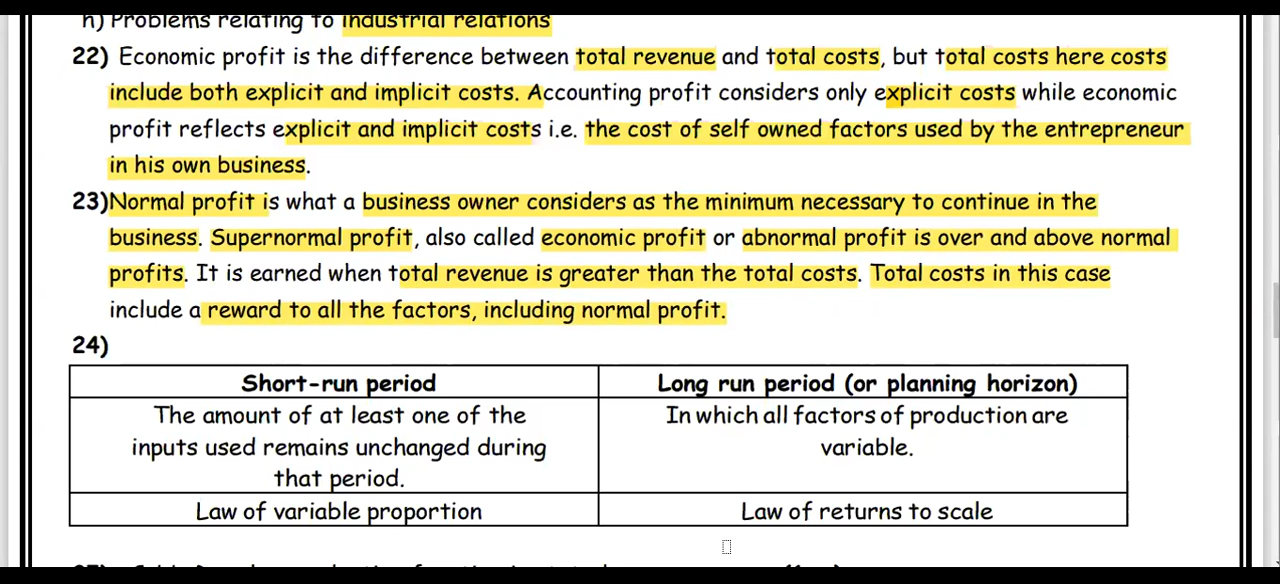 h) Problems relating to industrial relations
22) Economic profit is the difference between total revenue and total costs, but total costs here costs
include both explicit and implicit costs. Accounting profit considers only explicit costs while economic
profit reflects explicit and implicit costs i.e. the cost of self owned factors used by the entrepreneur
in his own business.
23)Normal profit is what a business owner considers as the minimum necessary to continue in the
business. Supernormal profit, also called economic profit or abnormal profit is over and above normal
profits. It is earned when total revenue is greater than the total costs. Total costs in this case
include a reward to all the factors, including normal profit.
24)
Short-run period
Long run period (or planning horizon)
The amount of at least one of the
inputs used remains unchanged during
that period.
In which all factors of production are
variable.
Law of variable proportion
Law of returns to scale